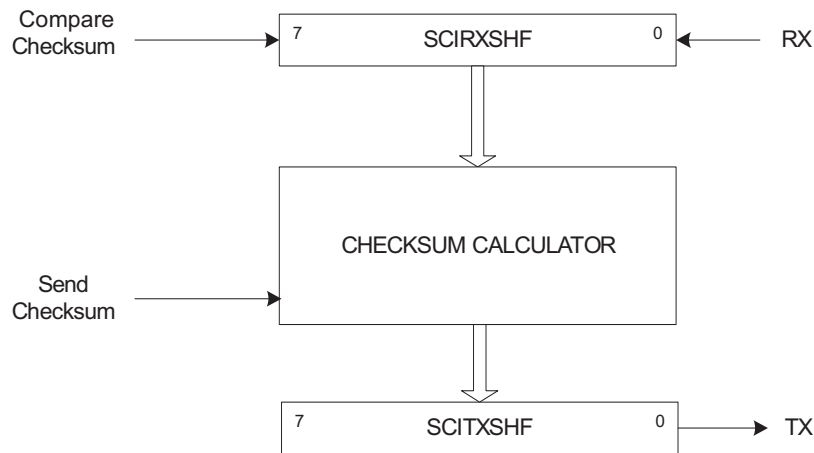 Compare
Checksum
7 SCIRXSHF 0
RX
CHECKSUM CALCULATOR
Send
Checksum
7 SCITXSHF 0
TX